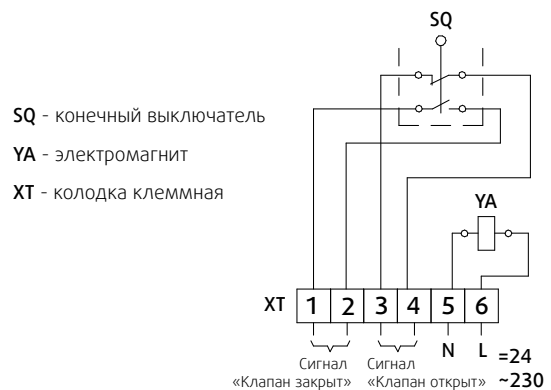 SQ
SQ - конечный выключатель
YA - электромагнит
XT - колодка клеммная
YA
XT 1 2 3 4 5 6
N L =24
~230
Сигнал
«Клапан закрыт»
Сигнал
«Клапан открыт»